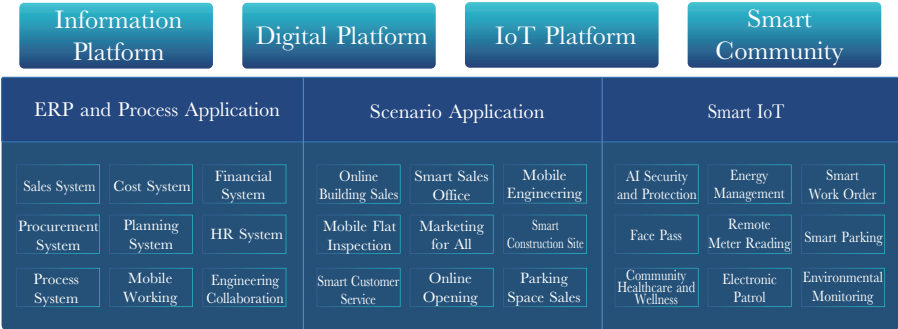 Information
Platform
Digital Platform
IoT Platform
Smart
Community
ERP and Process Application
Scenario Application
Smart IoT
Sales System
Cost System
Financial
System
Online
Building Sales
Smart Sales
Office
Mobile
Engineering
AI Security
and Protection
Energy
Management
Smart
Work Order
Procurement
System
Planning
System
HR System
Mobile Flat
Inspection
Marketing
for All
Smart
Construction Site
Face Pass
Remote
Meter Reading
Smart Parking
Process
System
Mobile
Working
Engineering
Collaboration
Smart Customer
Service
Online
Opening
Parking
Space Sales
Community
Healthcare and
Wellness
Electronic
Patrol
Environmental
Monitoring